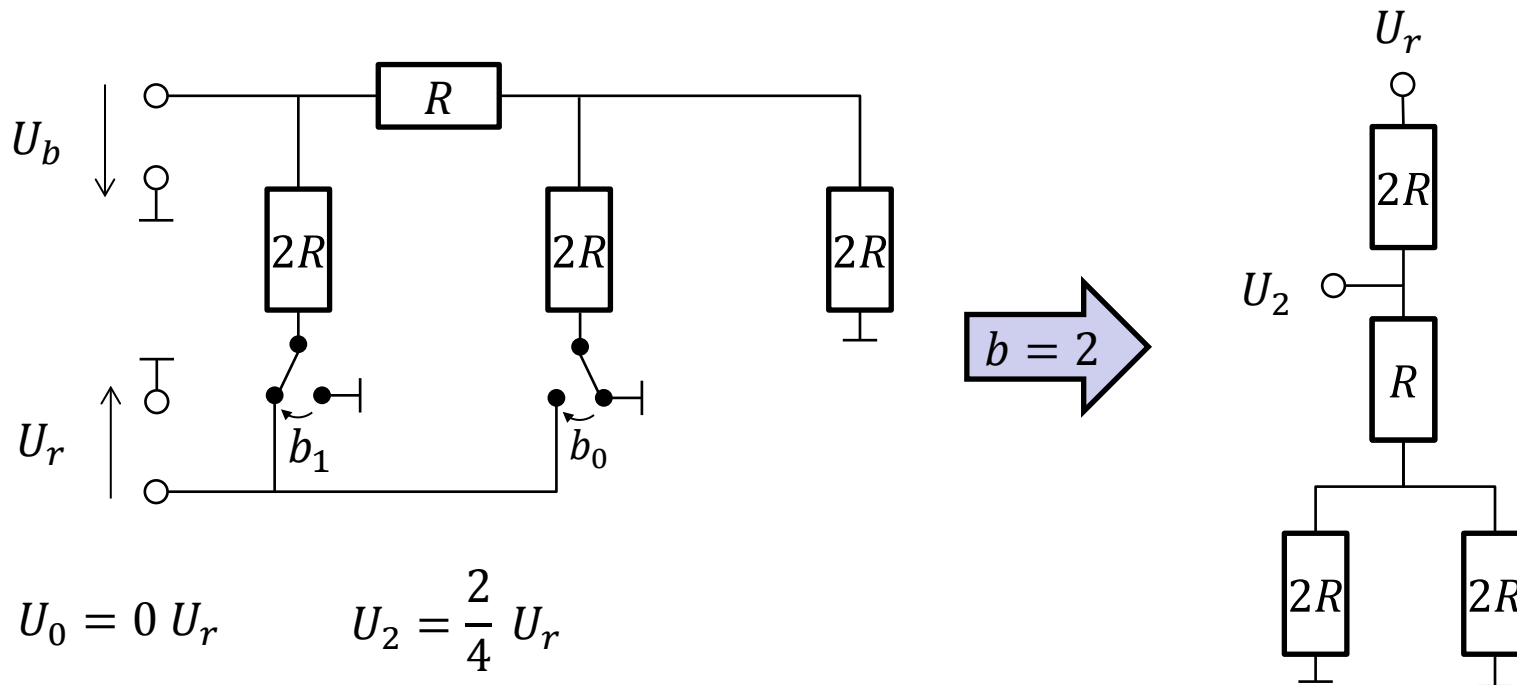 U_r
R
U_b
2R
2R
2R
2R
U_2
b = 2
R
U_r
b_1
b_0
2R
2R
U_0 = 0 U_r
U_2 = 2/4 U_r